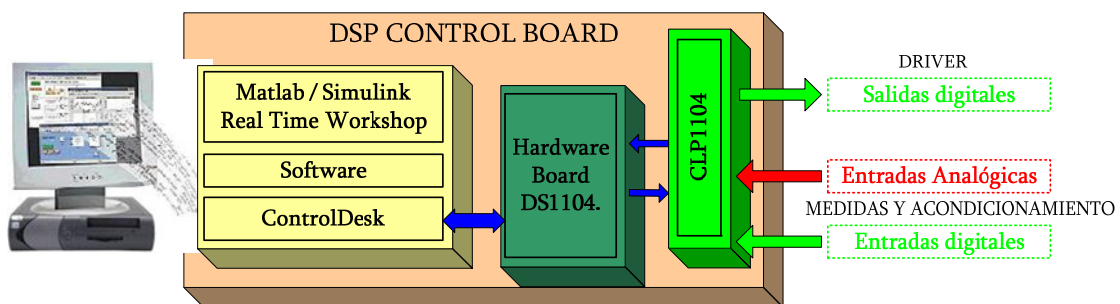 DSP CONTROL BOARD
Matlab / Simulink
Real Time Workshop
Software
ControlDesk
Hardware
Board
DS1104.
CLP1104
DRIVER
Salidas digitales
Entradas Analógicas
MEDIDAS Y ACONDICIONAMIENTO
Entradas digitales